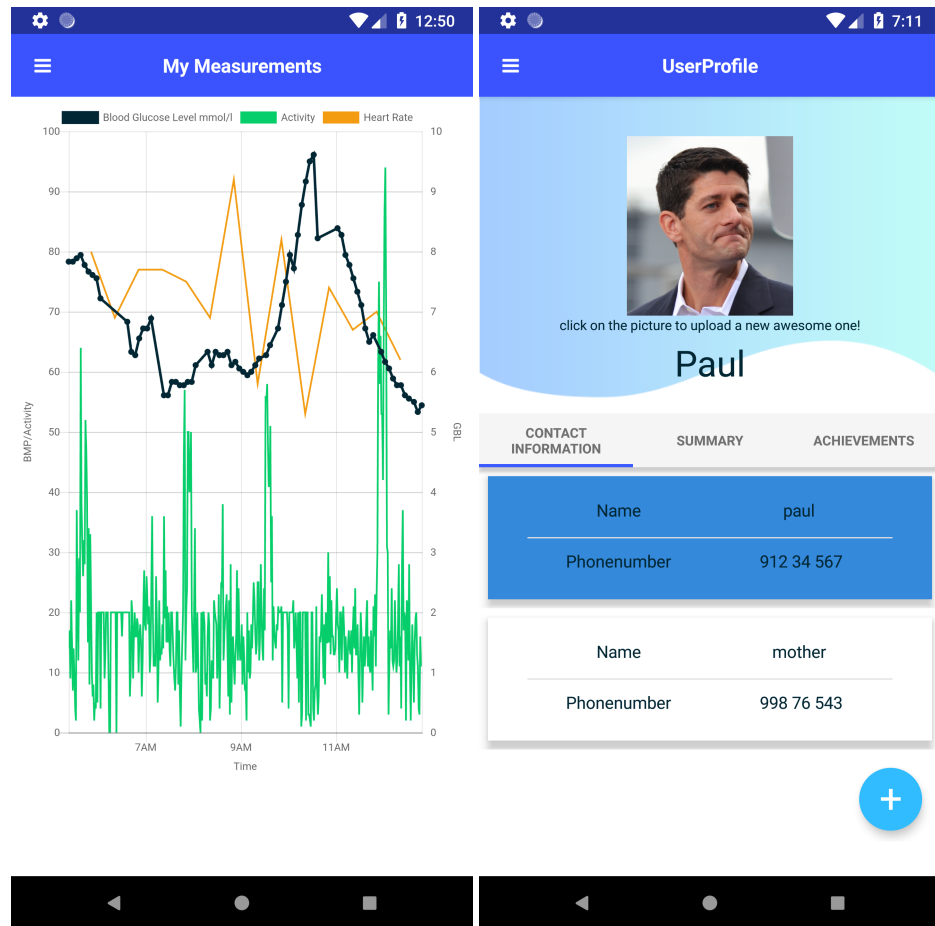 12:50
My Measurements
Blood Glucose Level mmol/l Activity Heart Rate
100 10
90 9
80 8
70 7
60 6
50 5
40 4
30 3
20 2
10 1
0 0
BMP/Activity
GBL
7AM 9AM 11AM
Time
7:11
UserProfile
click on the picture to upload a new awesome one!
Paul
CONTACT INFORMATION SUMMARY ACHIEVEMENTS
Name paul
Phonenumber 912 34 567
Name mother
Phonenumber 998 76 543
+